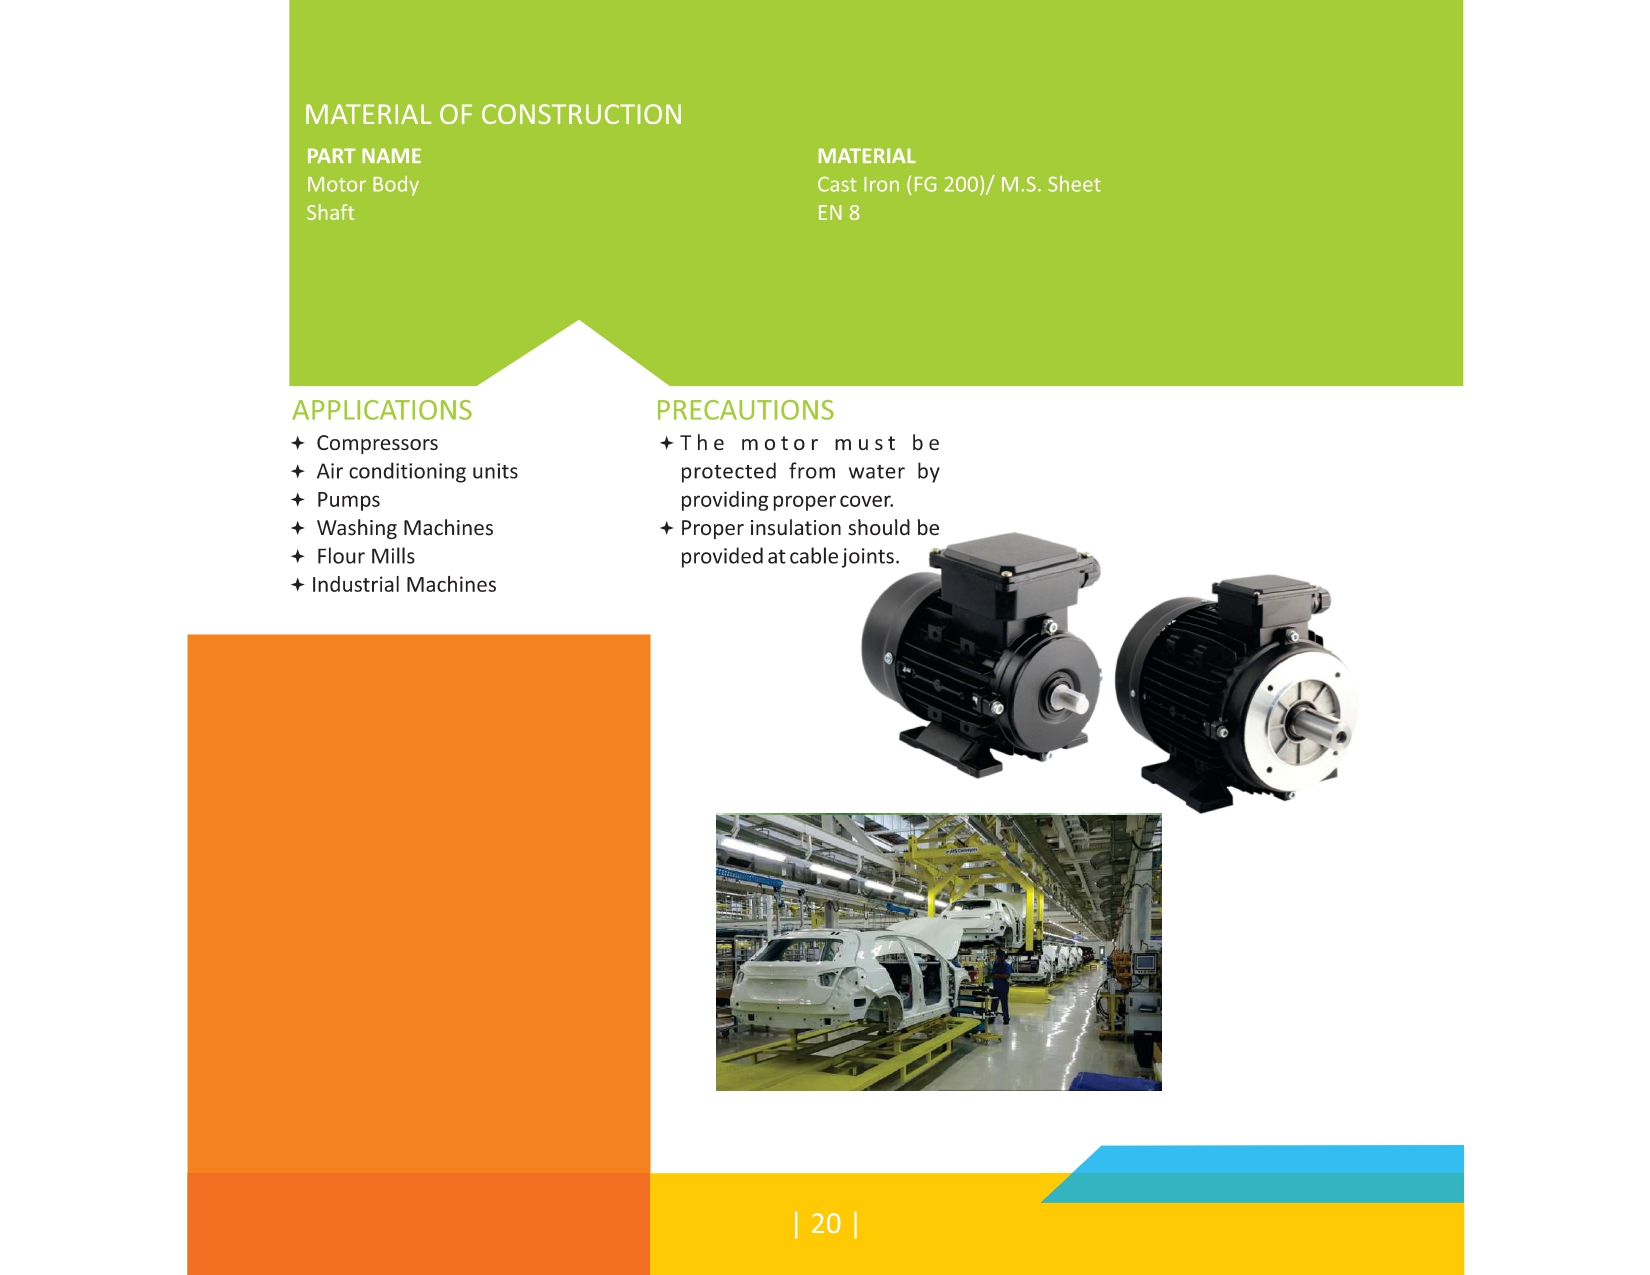 MATERIAL OF CONSTRUCTION
PART NAME MATERIAL
Motor Body Cast Iron (FG 200)/ M.S. Sheet
Shaft EN 8
APPLICATIONS
✦ Compressors
✦ Air conditioning units
✦ Pumps
✦ Washing Machines
✦ Flour Mills
✦ Industrial Machines
PRECAUTIONS
✦ The motor must be
protected from water by
providing proper cover.
✦ Proper insulation should be
provided at cable joints.
| 20 |